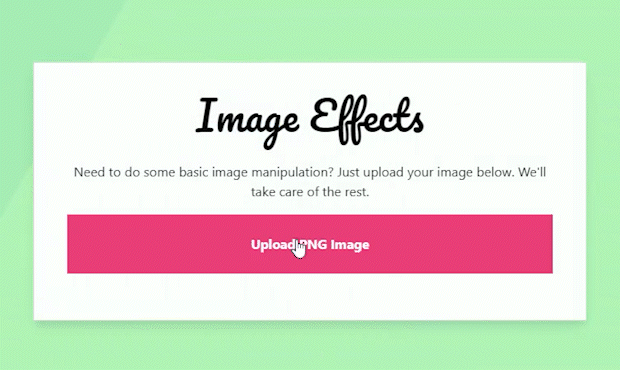 Image Effects
Need to do some basic image manipulation? Just upload your image below. We'll
take care of the rest.
Upload PNG Image